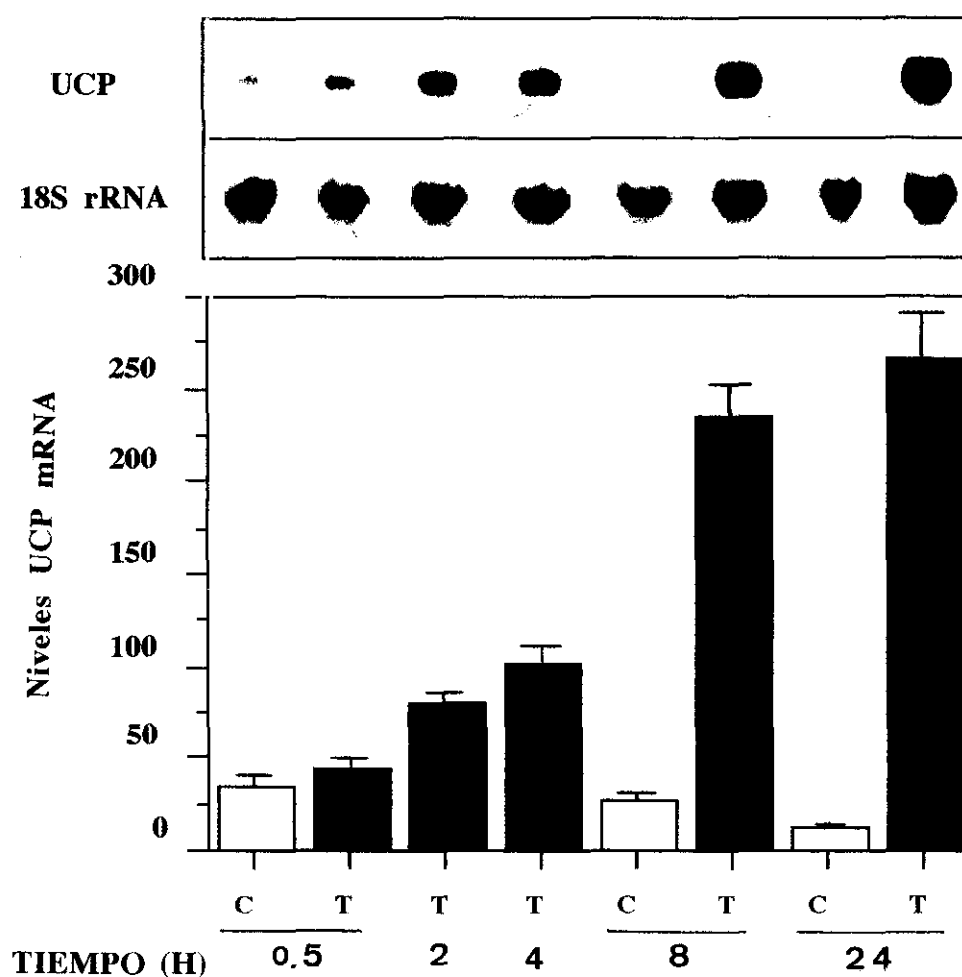 UCP
18S rRNA
300
250
200
150
100
50
0
Niveles UCP mRNA
C T T T C T C T
TIEMPO (H) 0.5 2 4 8 24